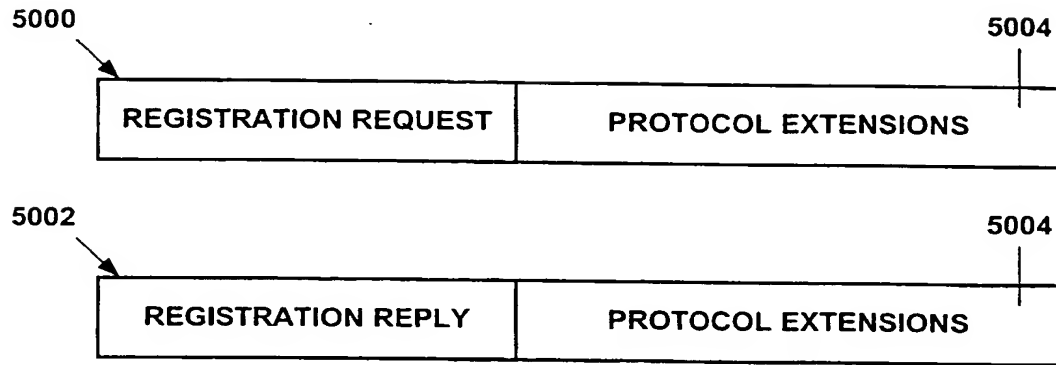 5000
5004
REGISTRATION REQUEST
PROTOCOL EXTENSIONS
5002
5004
REGISTRATION REPLY
PROTOCOL EXTENSIONS